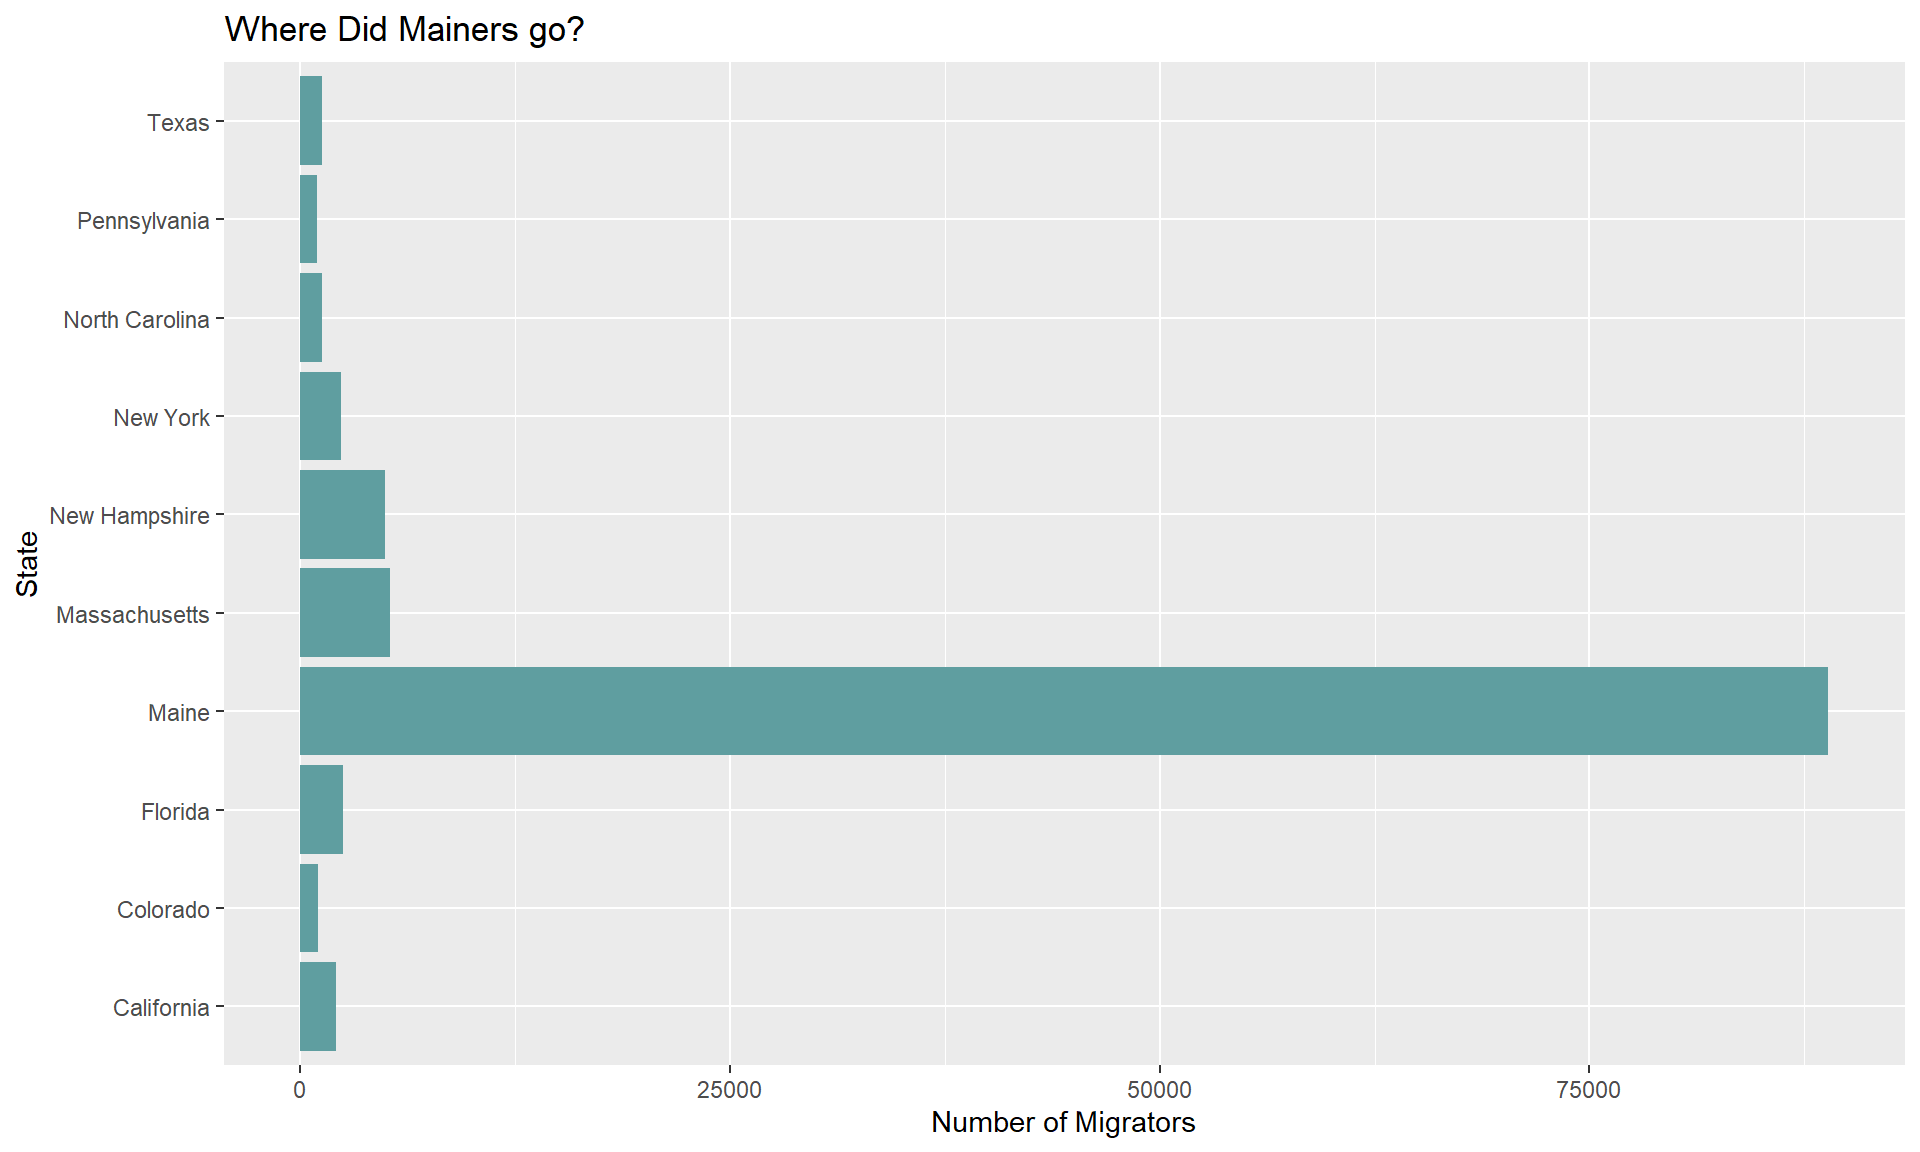 Where Did Mainers go?
Texas
Pennsylvania
North Carolina
New York
New Hampshire
Massachusetts
Maine
Florida
Colorado
California
State
0 25000 50000 75000
Number of Migrators